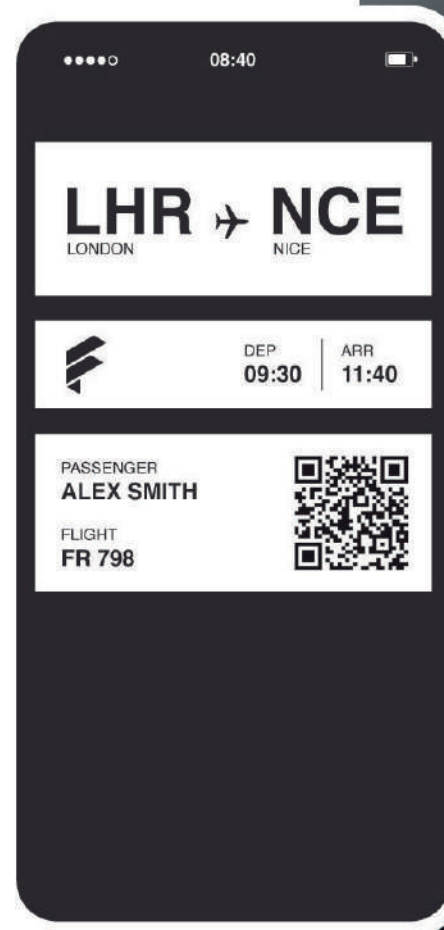 08:40
LHR NCE
LONDON NICE
DEP ARR
09:30 11:40
PASSENGER
ALEX SMITH
FLIGHT
FR 798